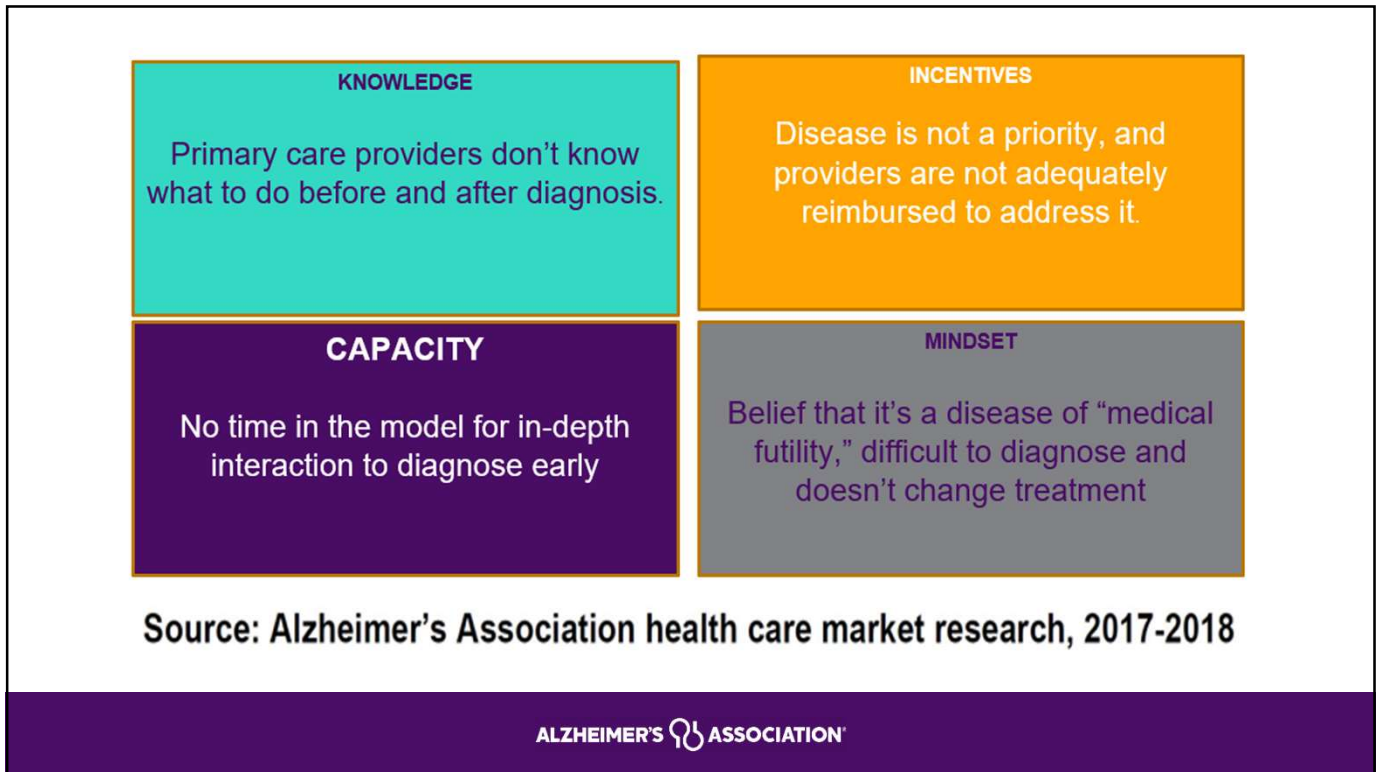 KNOWLEDGE
Primary care providers don’t know
what to do before and after diagnosis.
INCENTIVES
Disease is not a priority, and
providers are not adequately
reimbursed to address it.
CAPACITY
No time in the model for in-depth
interaction to diagnose early
MINDSET
Belief that it’s a disease of “medical
futility,” difficult to diagnose and
doesn’t change treatment
Source: Alzheimer’s Association health care market research, 2017-2018
ALZHEIMER’S ASSOCIATION®